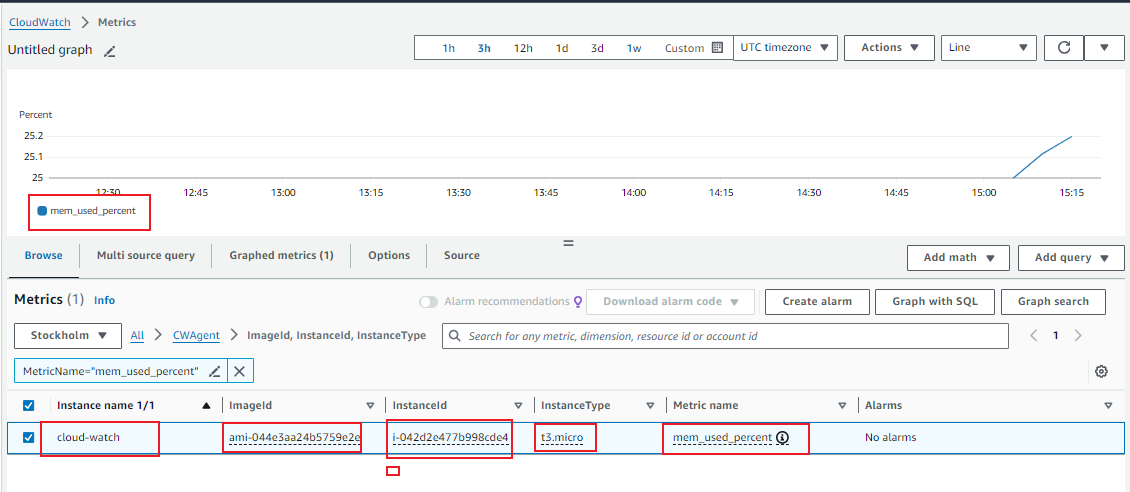 CloudWatch > Metrics
Untitled graph
1h 3h 12h 1d 3d 1w Custom UTC timezone Actions Line
Percent
25.2
25.1
25
12:30 12:45 13:00 13:15 13:30 13:45 14:00 14:15 14:30 14:45 15:00 15:15
mem_used_percent
Browse Multi source query Graphed metrics (1) Options Source Add math Add query
Metrics (1) Info Alarm recommendations Download alarm code Create alarm Graph with SQL Graph search
Stockholm All > CWAgent > ImageId, InstanceId, InstanceType Search for any metric, dimension, resource id or account id 1
MetricName="mem_used_percent"
Instance name 1/1 ImageId InstanceId InstanceType Metric name Alarms
cloud-watch ami-044e3aa24b5759e2e i-042d2e477b998cde4 t3.micro mem_used_percent No alarms